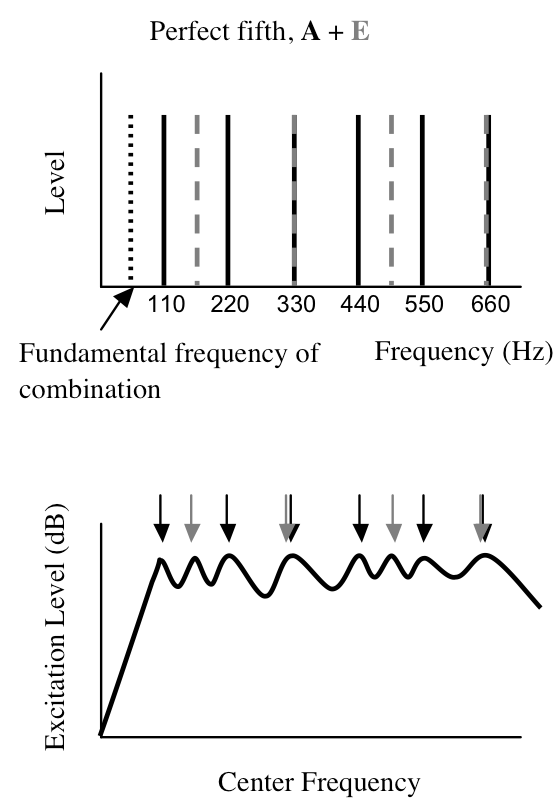 Perfect fifth, A + E
Level
110 220 330 440 550 660
Fundamental frequency of
combination
Frequency (Hz)
Excitation Level (dB)
Center Frequency